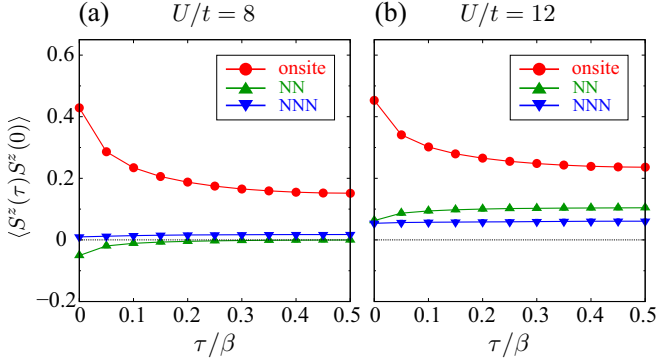 (a) U/t = 8
(b) U/t = 12
⟨S^z(τ)S^z(0)⟩
0.6
0.4
0.2
0
−0.2
onsite
NN
NNN
onsite
NN
NNN
0 0.1 0.2 0.3 0.4 0.5
0 0.1 0.2 0.3 0.4 0.5
τ/β
τ/β